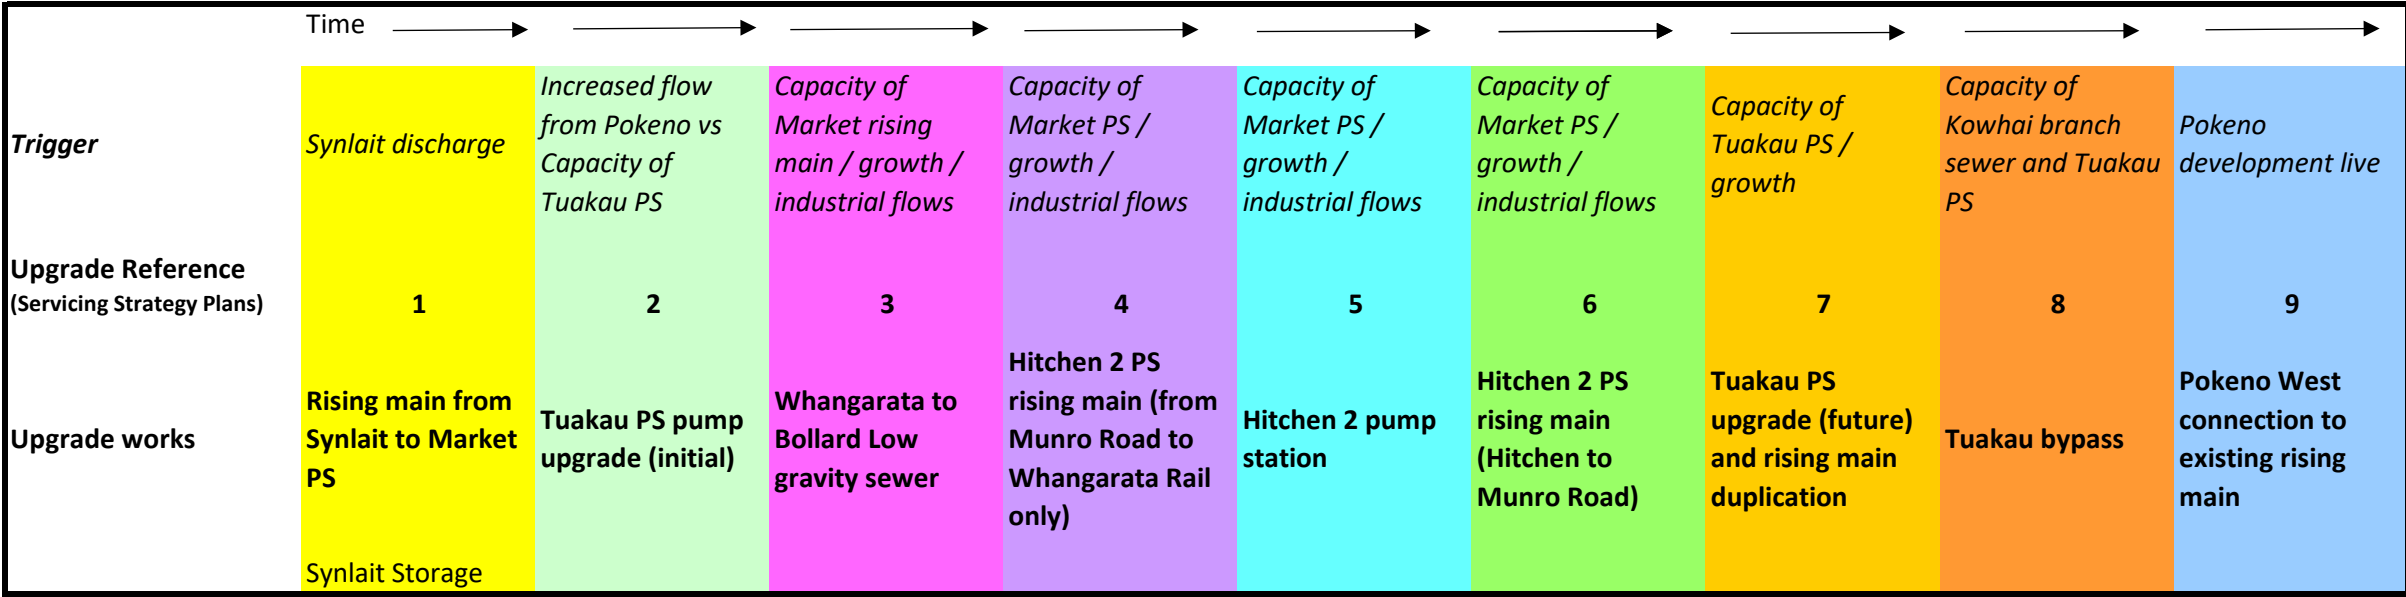 Time
Trigger
Synlait discharge
Increased flow
from Pokeno vs
Capacity of
Tuakau PS
Capacity of
Market rising
main / growth /
industrial flows
Capacity of
Market PS /
growth /
industrial flows
Capacity of
Market PS /
growth /
industrial flows
Capacity of
Market PS /
growth /
industrial flows
Capacity of
Tuakau PS /
growth
Capacity of
Kowhai branch
sewer and Tuakau
PS
Pokeno
development live
Upgrade Reference
(Servicing Strategy Plans)
1
2
3
4
5
6
7
8
9
Upgrade works
Rising main from
Synlait to Market
PS
Tuakau PS pump
upgrade (initial)
Whangarata to
Bollard Low
gravity sewer
Hitchen 2 PS
rising main (from
Munro Road to
Whangarata Rail
only)
Hitchen 2 pump
station
Hitchen 2 PS
rising main
(Hitchen to
Munro Road)
Tuakau PS
upgrade (future)
and rising main
duplication
Tuakau bypass
Pokeno West
connection to
existing rising
main
Synlait Storage